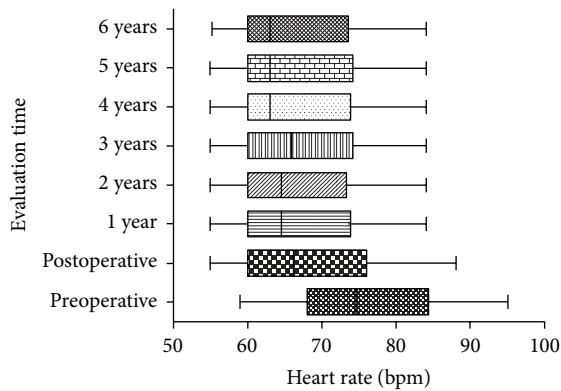 6 years
5 years
4 years
3 years
2 years
1 year
Postoperative
Preoperative
Evaluation time
50 60 70 80 90 100
Heart rate (bpm)